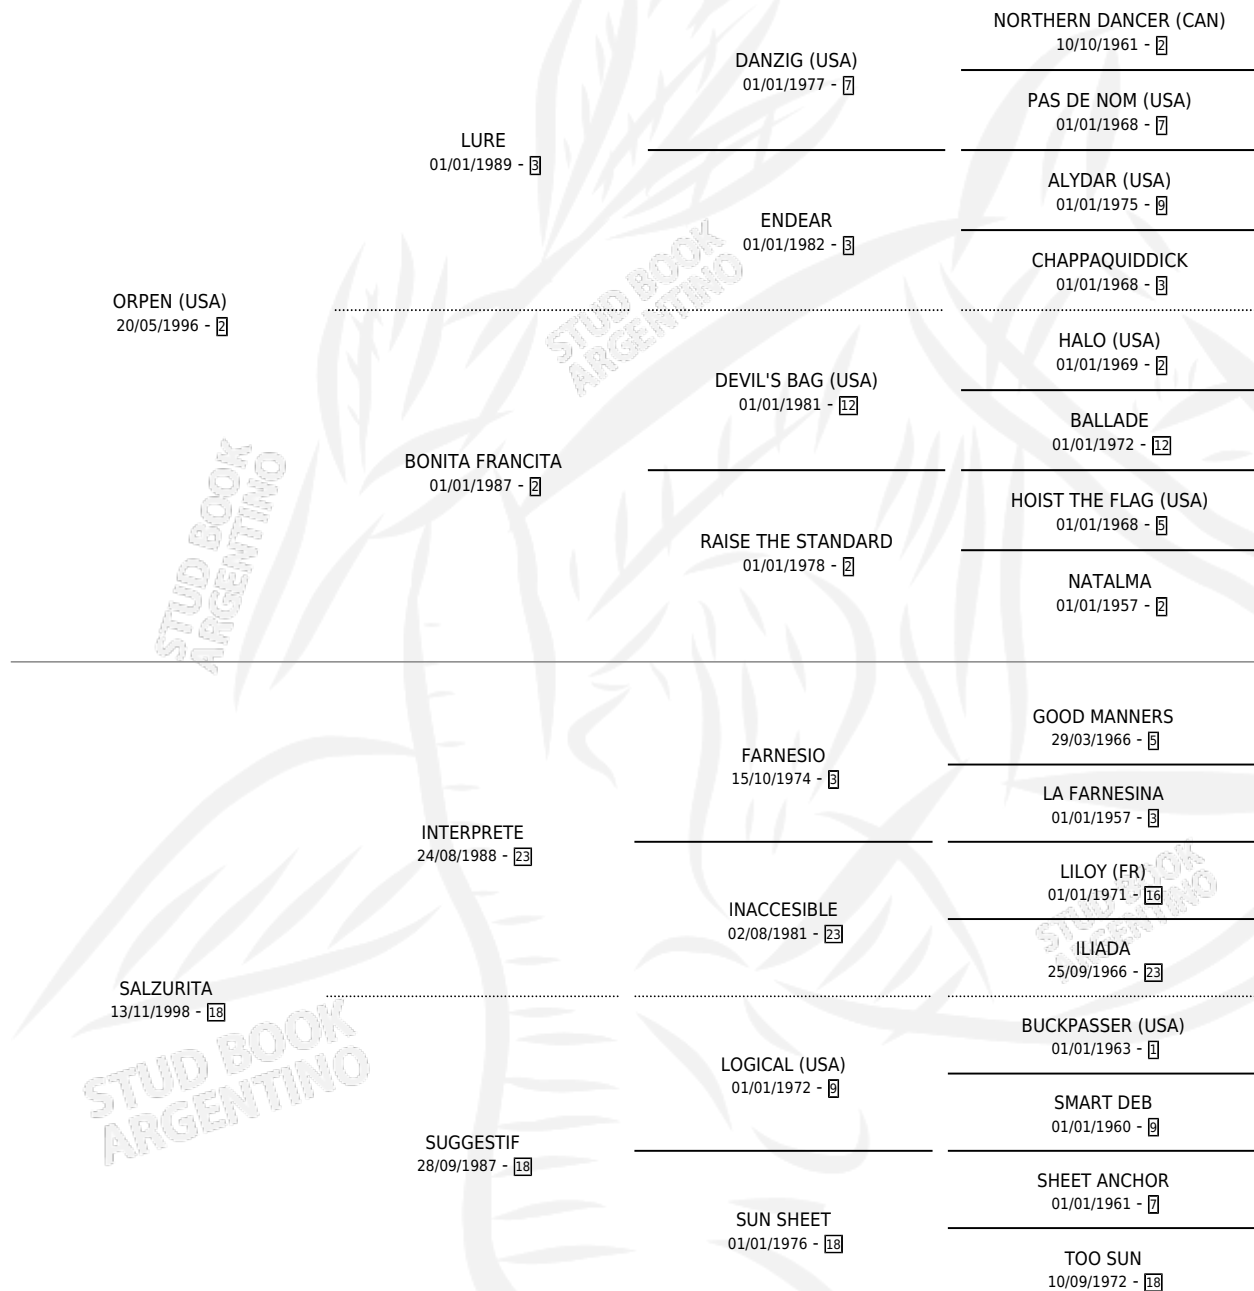 NORTHERN DANCER (CAN)
10/10/1961 - 2
DANZIG (USA)
01/01/1977 - 7
PAS DE NOM (USA)
01/01/1968 - 7
LURE
01/01/1989 - 3
ALYDAR (USA)
01/01/1975 - 9
ENDEAR
01/01/1982 - 3
CHAPPAQUIDDICK
01/01/1968 - 3
ORPEN (USA)
20/05/1996 - 2
HALO (USA)
01/01/1969 - 2
DEVIL'S BAG (USA)
01/01/1981 - 12
BALLADE
01/01/1972 - 12
BONITA FRANCITA
01/01/1987 - 2
HOIST THE FLAG (USA)
01/01/1968 - 5
RAISE THE STANDARD
01/01/1978 - 2
NATALMA
01/01/1957 - 2
GOOD MANNERS
29/03/1966 - 5
FARNESIO
15/10/1974 - 3
LA FARNESINA
01/01/1957 - 3
INTERPRETE
24/08/1988 - 23
LILOY (FR)
01/01/1971 - 16
INACCESIBLE
02/08/1981 - 23
ILIADA
25/09/1966 - 23
SALZURITA
13/11/1998 - 18
BUCKPASSER (USA)
01/01/1963 - 1
LOGICAL (USA)
01/01/1972 - 9
SMART DEB
01/01/1960 - 9
SUGGESTIF
28/09/1987 - 18
SHEET ANCHOR
01/01/1961 - 7
SUN SHEET
01/01/1976 - 18
TOO SUN
10/09/1972 - 18
STUD BOOK
ARGENTINO
STUD BOOK
ARGENTINO
STUD BOOK
ARGENTINO
STUD BOOK
ARGENTINO